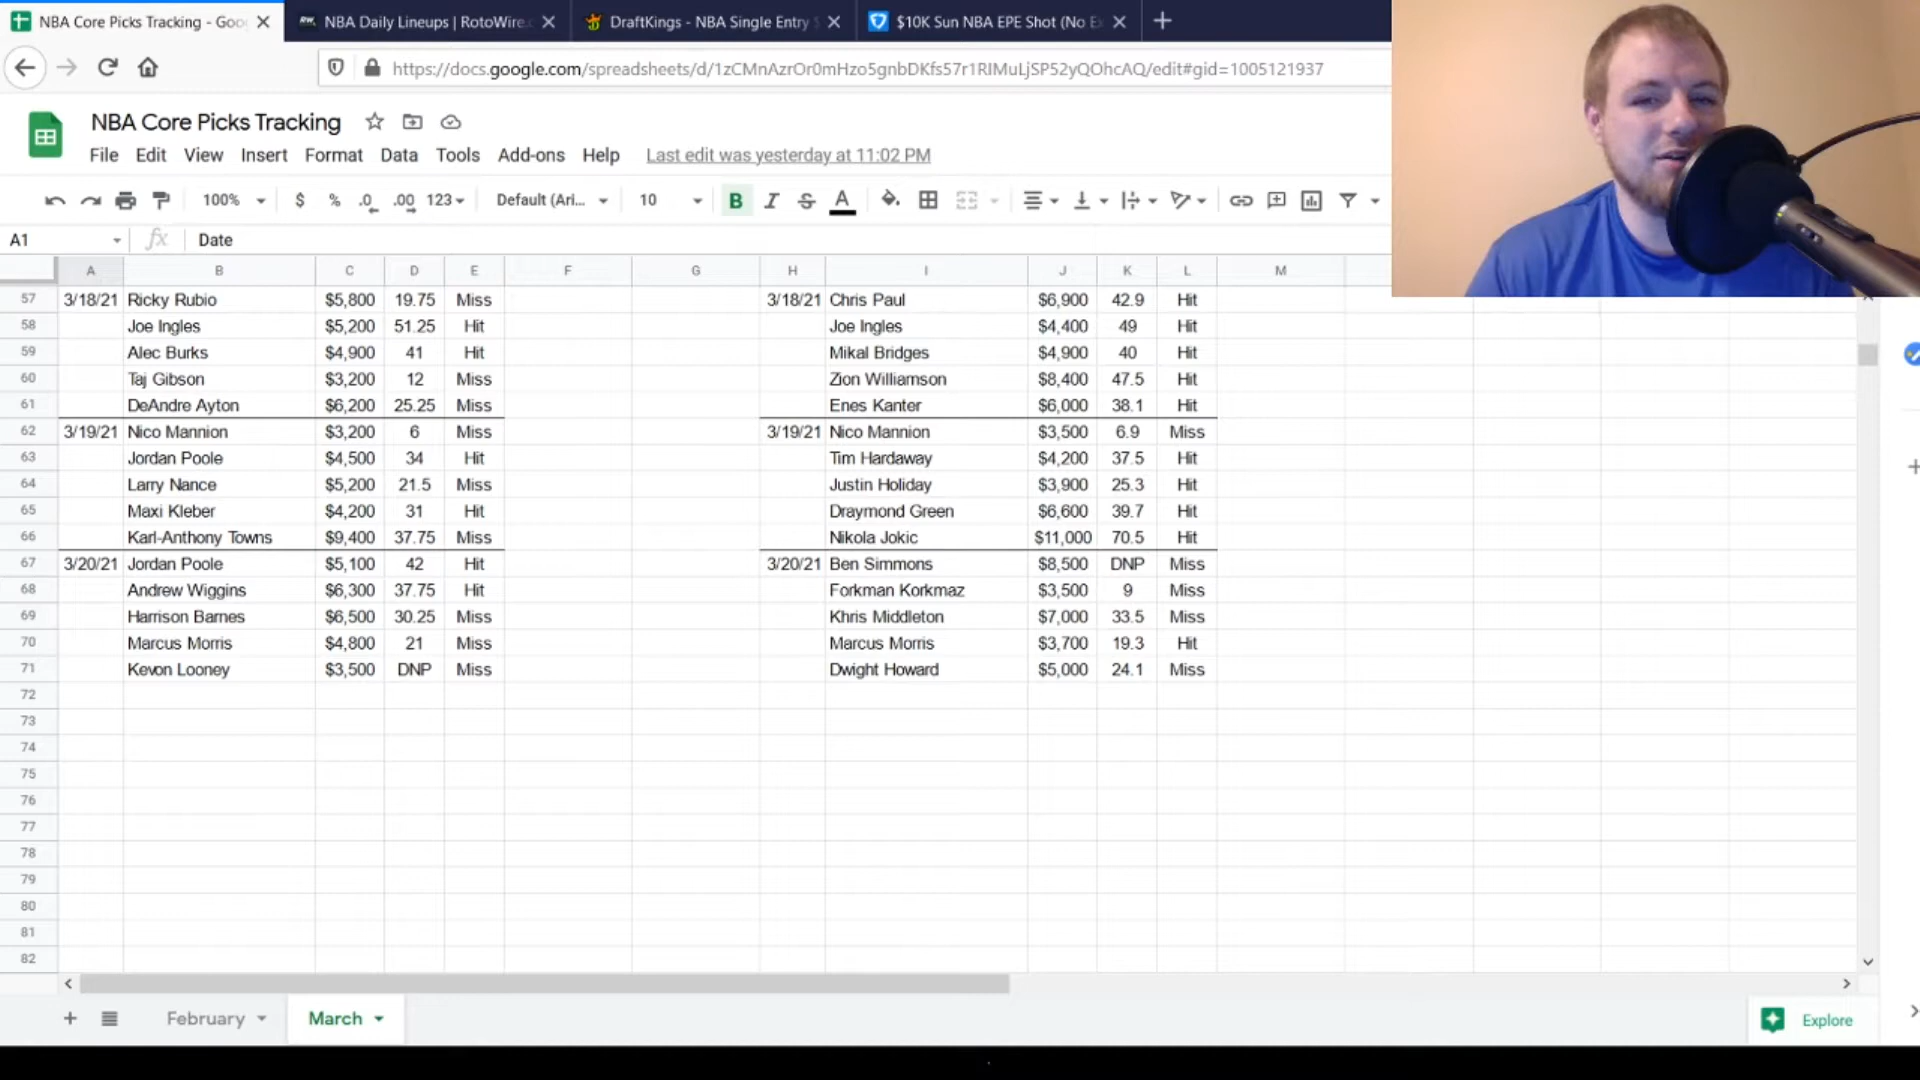 NBA Core Picks Tracking - Goo
NBA Daily Lineups | RotoWire.
DraftKings - NBA Single Entry
$10K Sun NBA EPE Shot (No E
https://docs.google.com/spreadsheets/d/1zCMnAzrOr0mHzo5gnbDKfs57r1RIMuLjSP52yQOhcAQ/edit#gid=1005121937
NBA Core Picks Tracking
File Edit View Insert Format Data Tools Add-ons Help Last edit was yesterday at 11:02 PM
100% $ % .0 .00 123 Default (Ari... 10 B I S A
A1 fx Date
A B C D E F G H I J K L M
57 3/18/21 Ricky Rubio $5,800 19.75 Miss 3/18/21 Chris Paul $6,900 42.9 Hit
58 Joe Ingles $5,200 51.25 Hit Joe Ingles $4,400 49 Hit
59 Alec Burks $4,900 41 Hit Mikal Bridges $4,900 40 Hit
60 Taj Gibson $3,200 12 Miss Zion Williamson $8,400 47.5 Hit
61 DeAndre Ayton $6,200 25.25 Miss Enes Kanter $6,000 38.1 Hit
62 3/19/21 Nico Mannion $3,200 6 Miss 3/19/21 Nico Mannion $3,500 6.9 Miss
63 Jordan Poole $4,500 34 Hit Tim Hardaway $4,200 37.5 Hit
64 Larry Nance $5,200 21.5 Miss Justin Holiday $3,900 25.3 Hit
65 Maxi Kleber $4,200 31 Hit Draymond Green $6,600 39.7 Hit
66 Karl-Anthony Towns $9,400 37.75 Miss Nikola Jokic $11,000 70.5 Hit
67 3/20/21 Jordan Poole $5,100 42 Hit 3/20/21 Ben Simmons $8,500 DNP Miss
68 Andrew Wiggins $6,300 37.75 Hit Forkman Korkmaz $3,500 9 Miss
69 Harrison Barnes $6,500 30.25 Miss Khris Middleton $7,000 33.5 Miss
70 Marcus Morris $4,800 21 Miss Marcus Morris $3,700 19.3 Hit
71 Kevon Looney $3,500 DNP Miss Dwight Howard $5,000 24.1 Miss
72
73
74
75
76
77
78
79
80
81
82
February March Explore